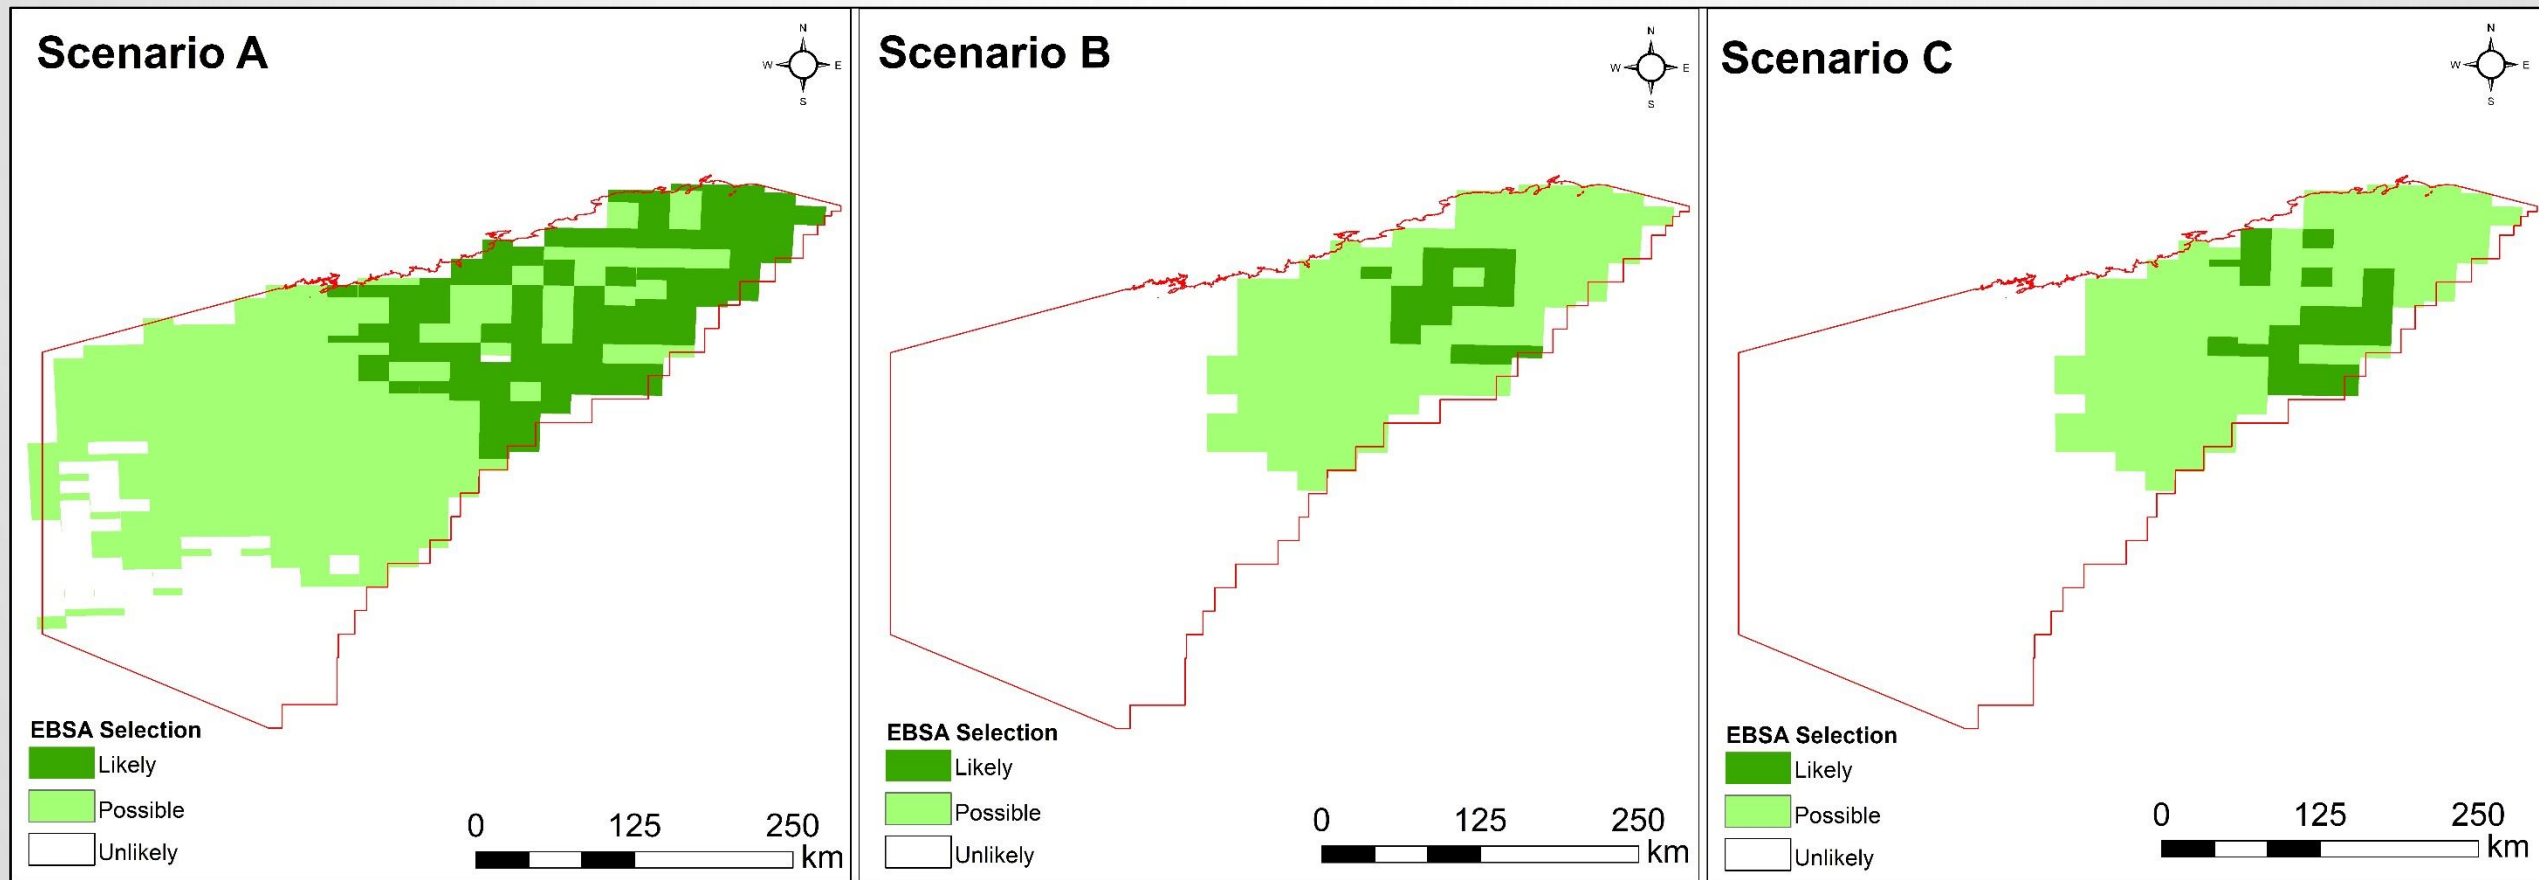 Scenario A
N
W
E
S
EBSA Selection
Likely
Possible
Unlikely
0 125 250
km
Scenario B
N
W
E
S
EBSA Selection
Likely
Possible
Unlikely
0 125 250
km
Scenario C
N
W
E
S
EBSA Selection
Likely
Possible
Unlikely
0 125 250
km